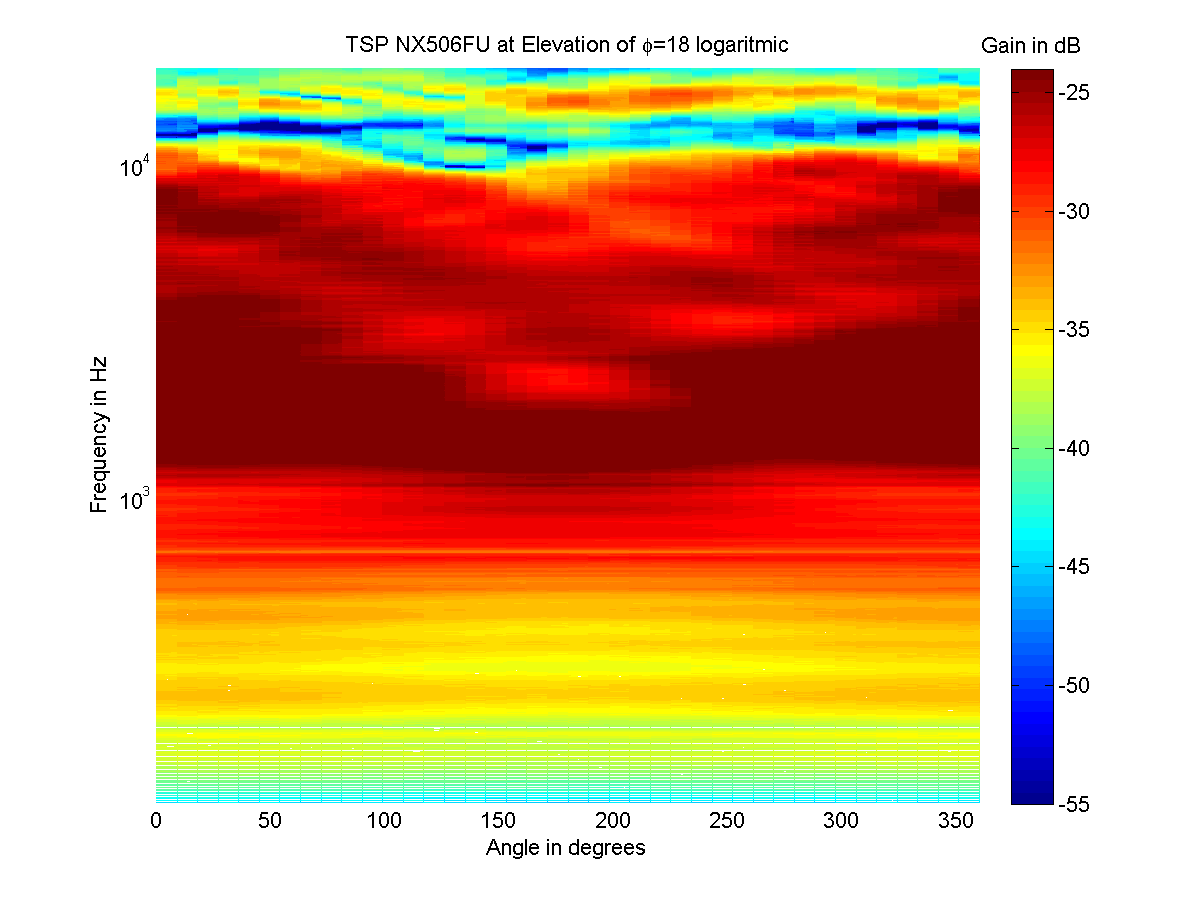 TSP NX506FU at Elevation of ϕ=18 logaritmic
Gain in dB
-25
-30
-35
-40
-45
-50
-55
Frequency in Hz
10^4
10^3
0 50 100 150 200 250 300 350
Angle in degrees